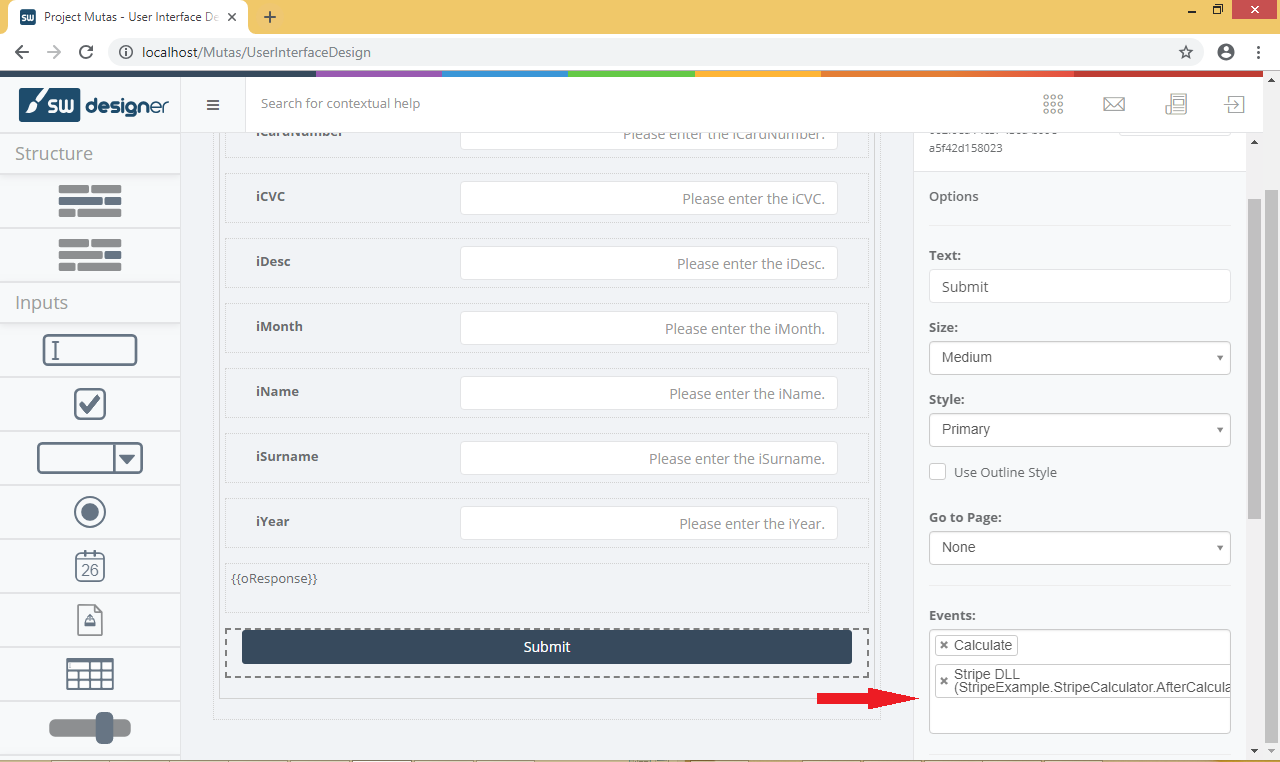 Project Mutas - User Interface De
localhost/Mutas/UserInterfaceDesign
sw designer
Search for contextual help
Structure
Inputs
26
iCardNumber
Please enter the iCardNumber.
iCVC
Please enter the iCVC.
iDesc
Please enter the iDesc.
iMonth
Please enter the iMonth.
iName
Please enter the iName.
iSurname
Please enter the iSurname.
iYear
Please enter the iYear.
{{oResponse}}
Submit
a5f42d158023
Options
Text:
Submit
Size:
Medium
Style:
Primary
Use Outline Style
Go to Page:
None
Events:
Calculate
Stripe DLL
(StripeExample.StripeCalculator.AfterCalcula